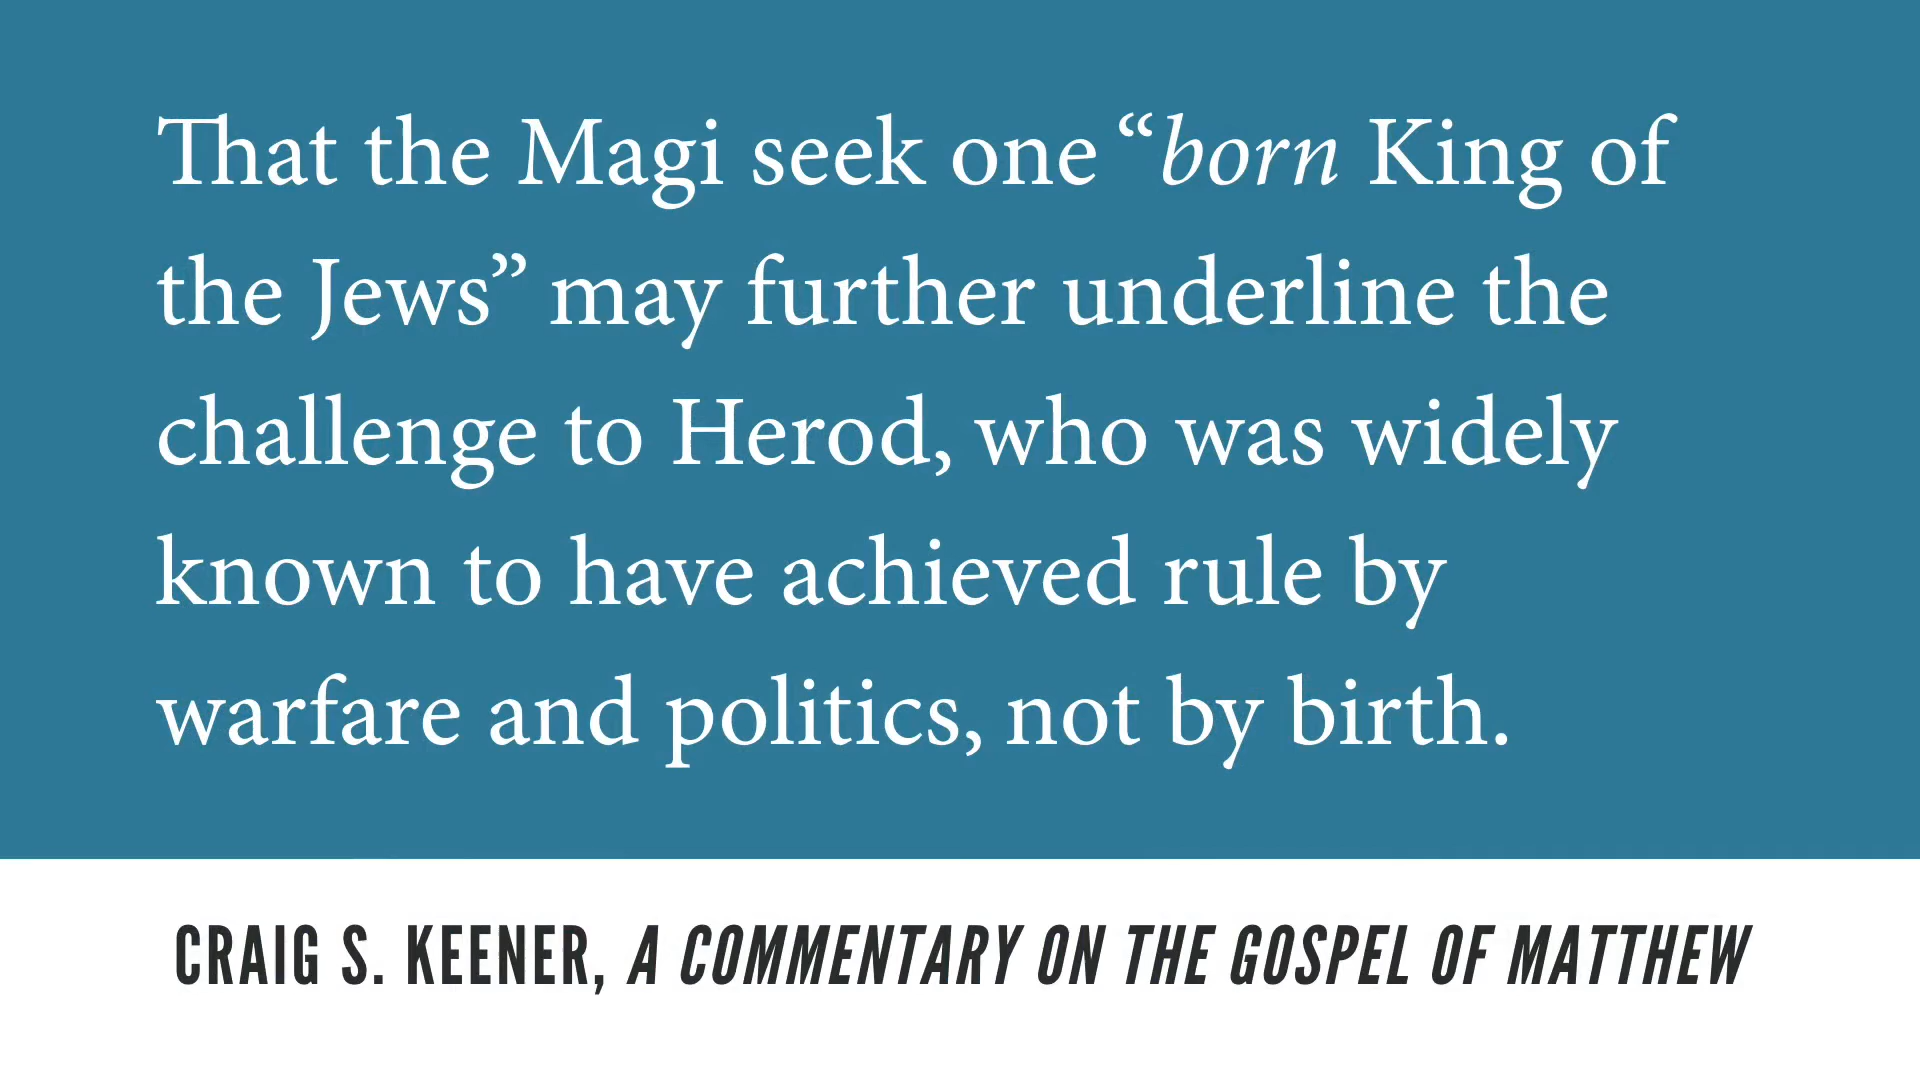 That the Magi seek one “born King of
the Jews” may further underline the
challenge to Herod, who was widely
known to have achieved rule by
warfare and politics, not by birth.
CRAIG S. KEENER, A COMMENTARY ON THE GOSPEL OF MATTHEW